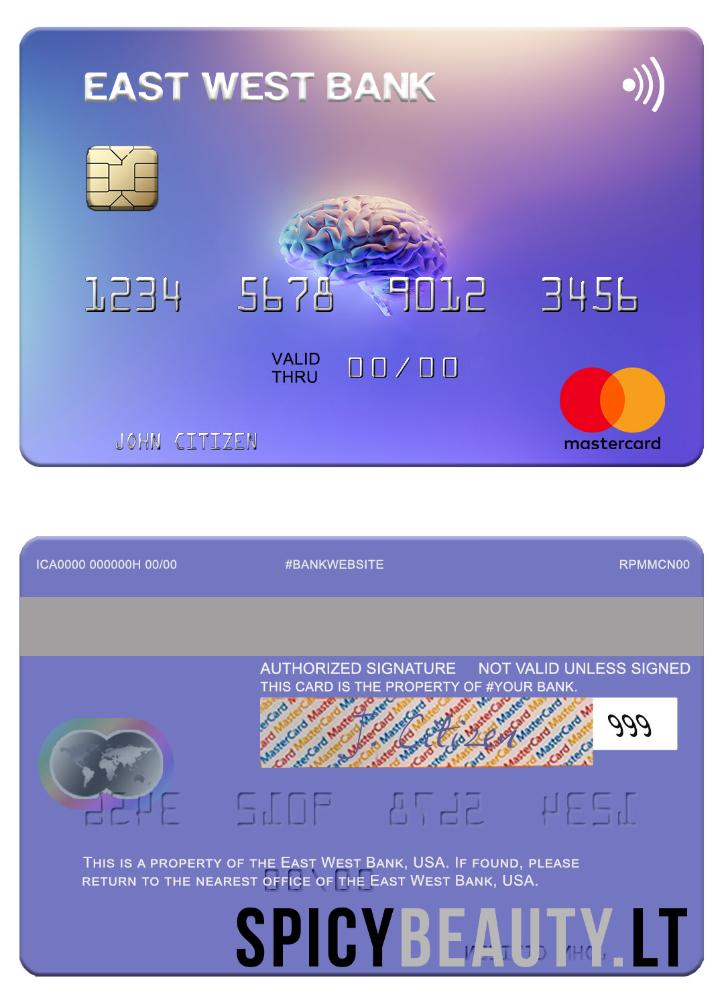 EAST WEST BANK
1234 5678 9012 3456
VALID THRU 00/00
JOHN CITIZEN
mastercard
ICA0000 000000H 00/00 #BANKWEBSITE RPMMCN00
AUTHORIZED SIGNATURE NOT VALID UNLESS SIGNED
THIS CARD IS THE PROPERTY OF #YOUR BANK.
J. Citizen 999
THIS IS A PROPERTY OF THE EAST WEST BANK, USA. IF FOUND, PLEASE
RETURN TO THE NEAREST OFFICE OF THE EAST WEST BANK, USA.
SPICYBEAUTY.LT